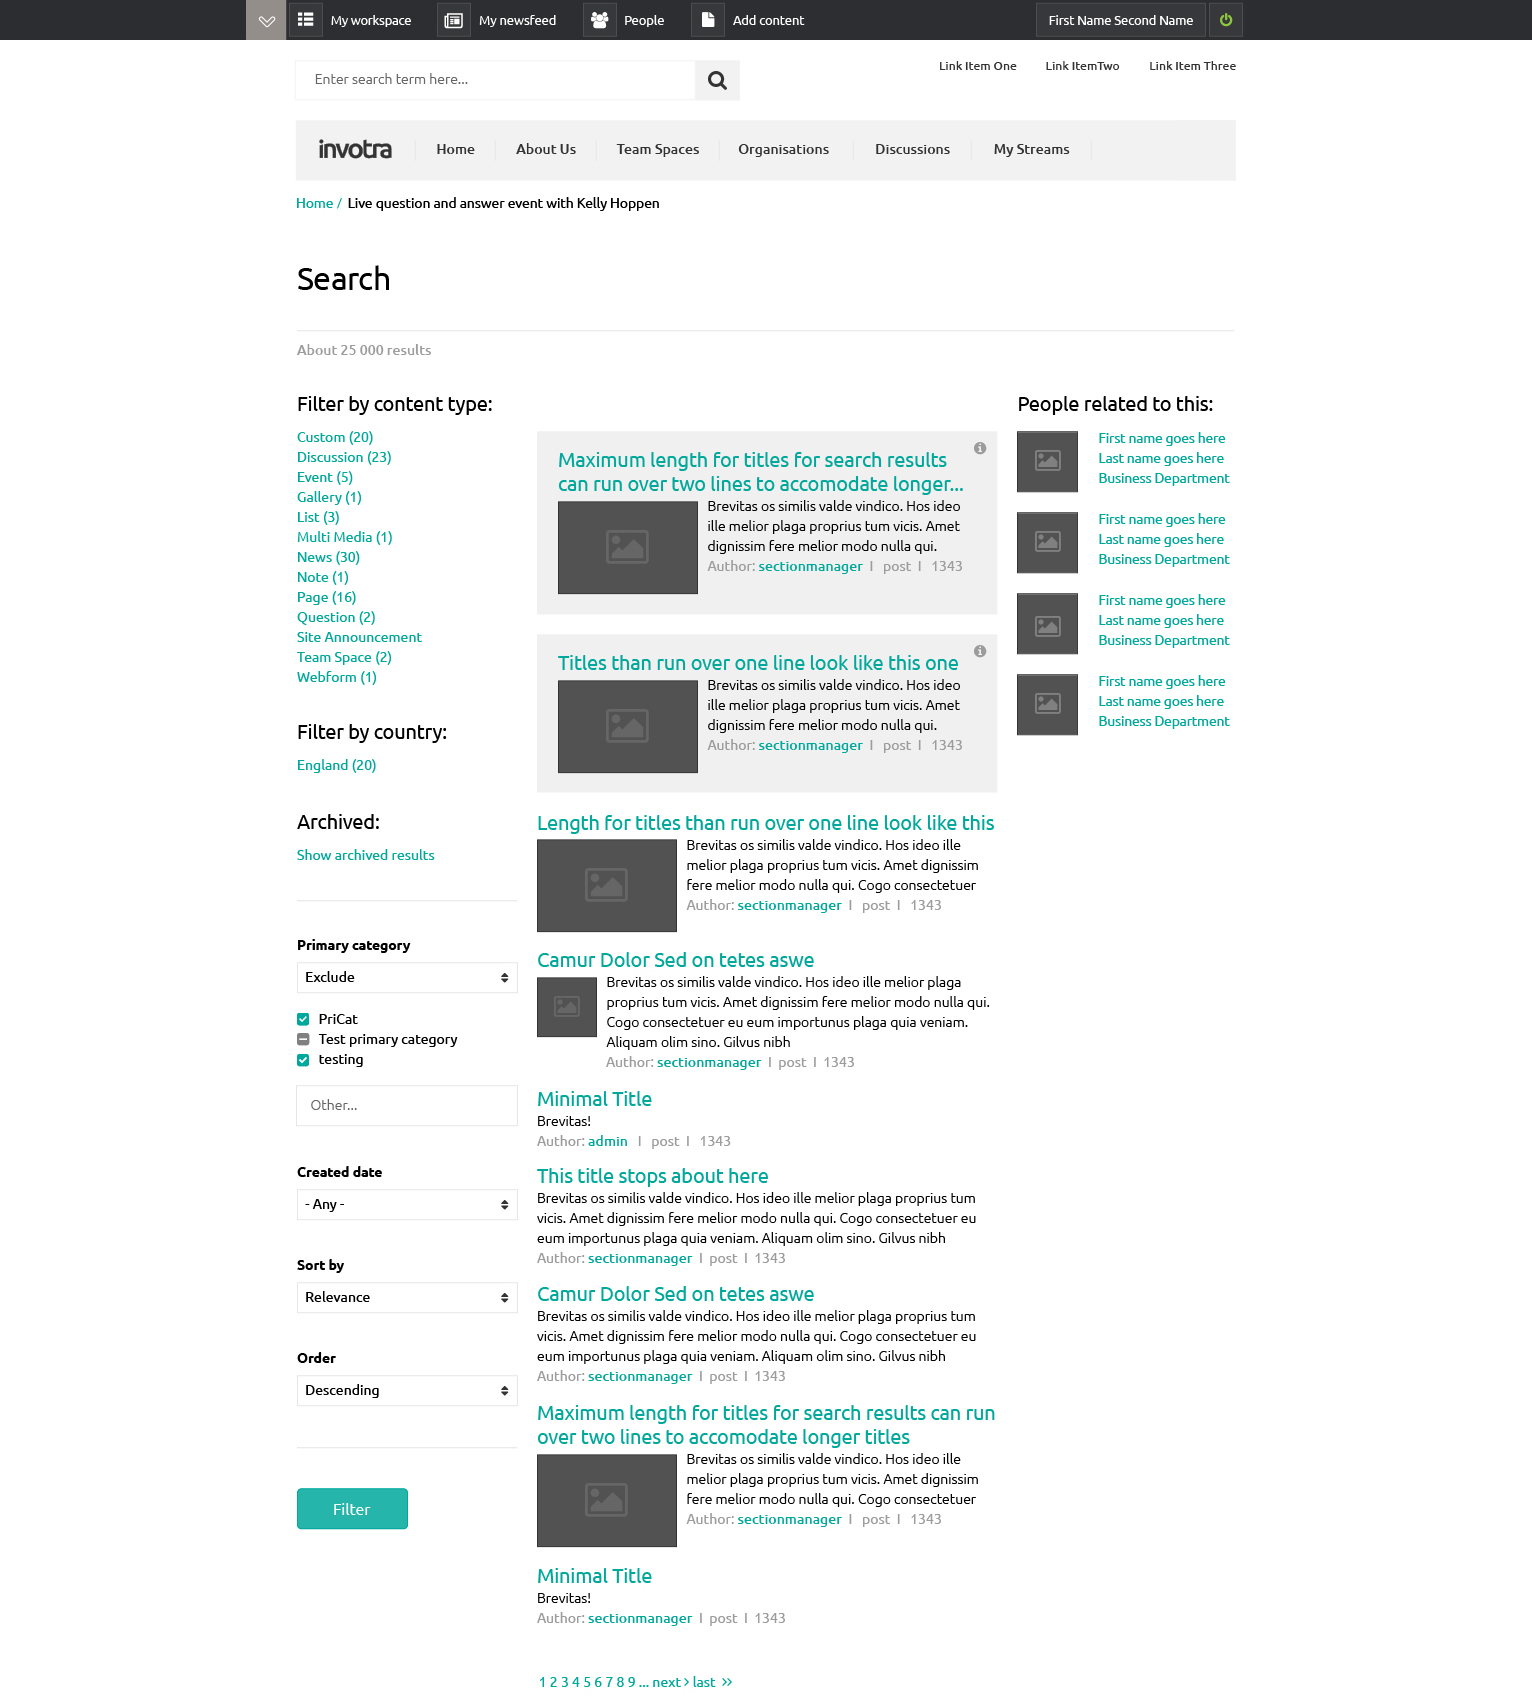 My workspace
My newsfeed
People
Add content
First Name Second Name
Enter search term here...
Link Item One
Link ItemTwo
Link Item Three
invotra
Home
About Us
Team Spaces
Organisations
Discussions
My Streams
Home / Live question and answer event with Kelly Hoppen
Search
About 25 000 results
Filter by content type:
Custom (20)
Discussion (23)
Event (5)
Gallery (1)
List (3)
Multi Media (1)
News (30)
Note (1)
Page (16)
Question (2)
Site Announcement
Team Space (2)
Webform (1)
Filter by country:
England (20)
Archived:
Show archived results
Primary category
Exclude
PriCat
Test primary category
testing
Other...
Created date
- Any -
Sort by
Relevance
Order
Descending
Filter
Maximum length for titles for search results
can run over two lines to accomodate longer...
Brevitas os similis valde vindico. Hos ideo
ille melior plaga proprius tum vicis. Amet
dignissim fere melior modo nulla qui.
Author: sectionmanager I post I 1343
Titles than run over one line look like this one
Brevitas os similis valde vindico. Hos ideo
ille melior plaga proprius tum vicis. Amet
dignissim fere melior modo nulla qui.
Author: sectionmanager I post I 1343
Length for titles than run over one line look like this
Brevitas os similis valde vindico. Hos ideo ille
melior plaga proprius tum vicis. Amet dignissim
fere melior modo nulla qui. Cogo consectetuer
Author: sectionmanager I post I 1343
Camur Dolor Sed on tetes aswe
Brevitas os similis valde vindico. Hos ideo ille melior plaga
proprius tum vicis. Amet dignissim fere melior modo nulla qui.
Cogo consectetuer eu eum importunus plaga quia veniam.
Aliquam olim sino. Gilvus nibh
Author: sectionmanager I post I 1343
Minimal Title
Brevitas!
Author: admin I post I 1343
This title stops about here
Brevitas os similis valde vindico. Hos ideo ille melior plaga proprius tum
vicis. Amet dignissim fere melior modo nulla qui. Cogo consectetuer eu
eum importunus plaga quia veniam. Aliquam olim sino. Gilvus nibh
Author: sectionmanager I post I 1343
Camur Dolor Sed on tetes aswe
Brevitas os similis valde vindico. Hos ideo ille melior plaga proprius tum
vicis. Amet dignissim fere melior modo nulla qui. Cogo consectetuer eu
eum importunus plaga quia veniam. Aliquam olim sino. Gilvus nibh
Author: sectionmanager I post I 1343
Maximum length for titles for search results can run
over two lines to accomodate longer titles
Brevitas os similis valde vindico. Hos ideo ille
melior plaga proprius tum vicis. Amet dignissim
fere melior modo nulla qui. Cogo consectetuer
Author: sectionmanager I post I 1343
Minimal Title
Brevitas!
Author: sectionmanager I post I 1343
1 2 3 4 5 6 7 8 9 ... next > last »
People related to this:
First name goes here
Last name goes here
Business Department
First name goes here
Last name goes here
Business Department
First name goes here
Last name goes here
Business Department
First name goes here
Last name goes here
Business Department